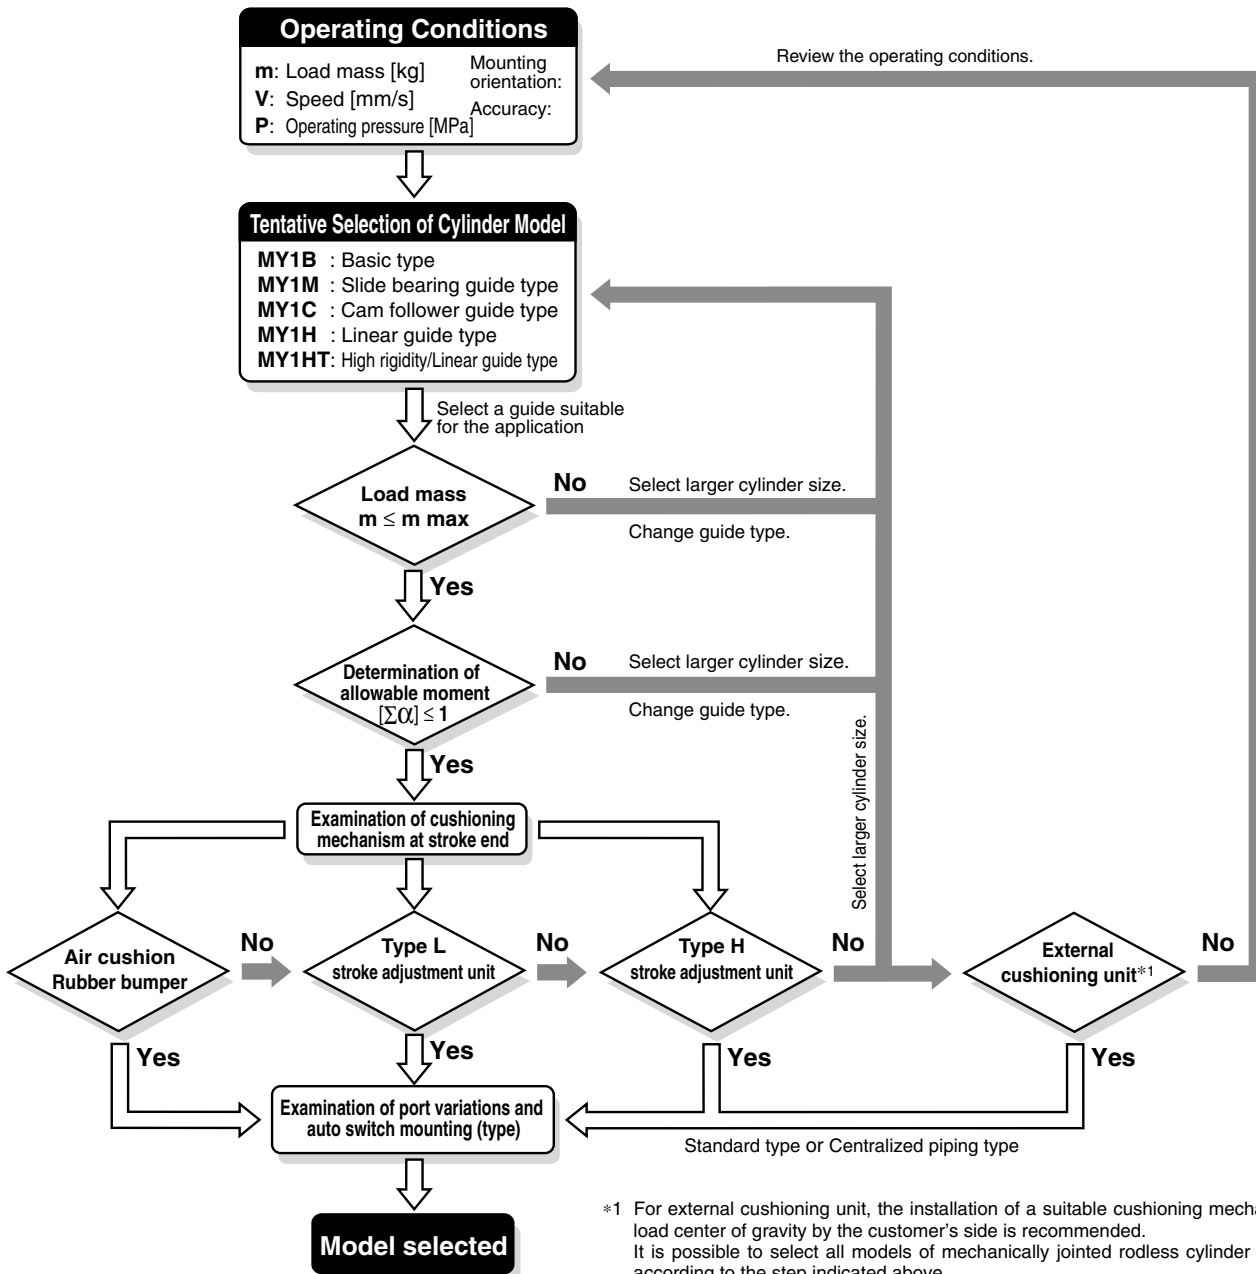 Operating Conditions
m: Load mass [kg]
V: Speed [mm/s]
P: Operating pressure [MPa]
Mounting
orientation:
Accuracy:
Review the operating conditions.
Tentative Selection of Cylinder Model
MY1B : Basic type
MY1M : Slide bearing guide type
MY1C : Cam follower guide type
MY1H : Linear guide type
MY1HT: High rigidity/Linear guide type
Select a guide suitable
for the application
Load mass
m ≤ m max
No
Select larger cylinder size.
Change guide type.
Yes
Determination of
allowable moment
[Σα] ≤ 1
No
Select larger cylinder size.
Change guide type.
Yes
Select larger cylinder size.
Examination of cushioning
mechanism at stroke end
Air cushion
Rubber bumper
No
Type L
stroke adjustment unit
No
Type H
stroke adjustment unit
No
External
cushioning unit*1
No
Yes
Yes
Yes
Yes
Examination of port variations and
auto switch mounting (type)
Standard type or Centralized piping type
Model selected
*1 For external cushioning unit, the installation of a suitable cushioning mecha
load center of gravity by the customer's side is recommended.
It is possible to select all models of mechanically jointed rodless cylinder
according to the step indicated above.